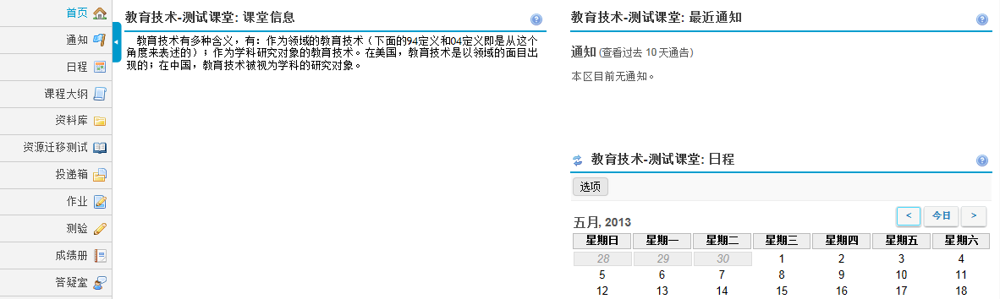 首页
通知
日程
课程大纲
资料库
资源迁移测试
投递箱
作业
测验
成绩册
答疑室
教育技术-测试课堂: 课堂信息
教育技术有多种含义，有：作为领域的教育技术（下面的94定义和04定义即是从这个
角度来表述的）；作为学科研究对象的教育技术。在美国，教育技术是以领域的面目出
现的；在中国，教育技术被视为学科的研究对象。
教育技术-测试课堂: 最近通知
通知 (查看过去 10 天通告)
本区目前无通知。
教育技术-测试课堂: 日程
选项
五月, 2013
< 今日 >
星期日 星期一 星期二 星期三 星期四 星期五 星期六
28 29 30 1 2 3 4
5 6 7 8 9 10 11
12 13 14 15 16 17 18